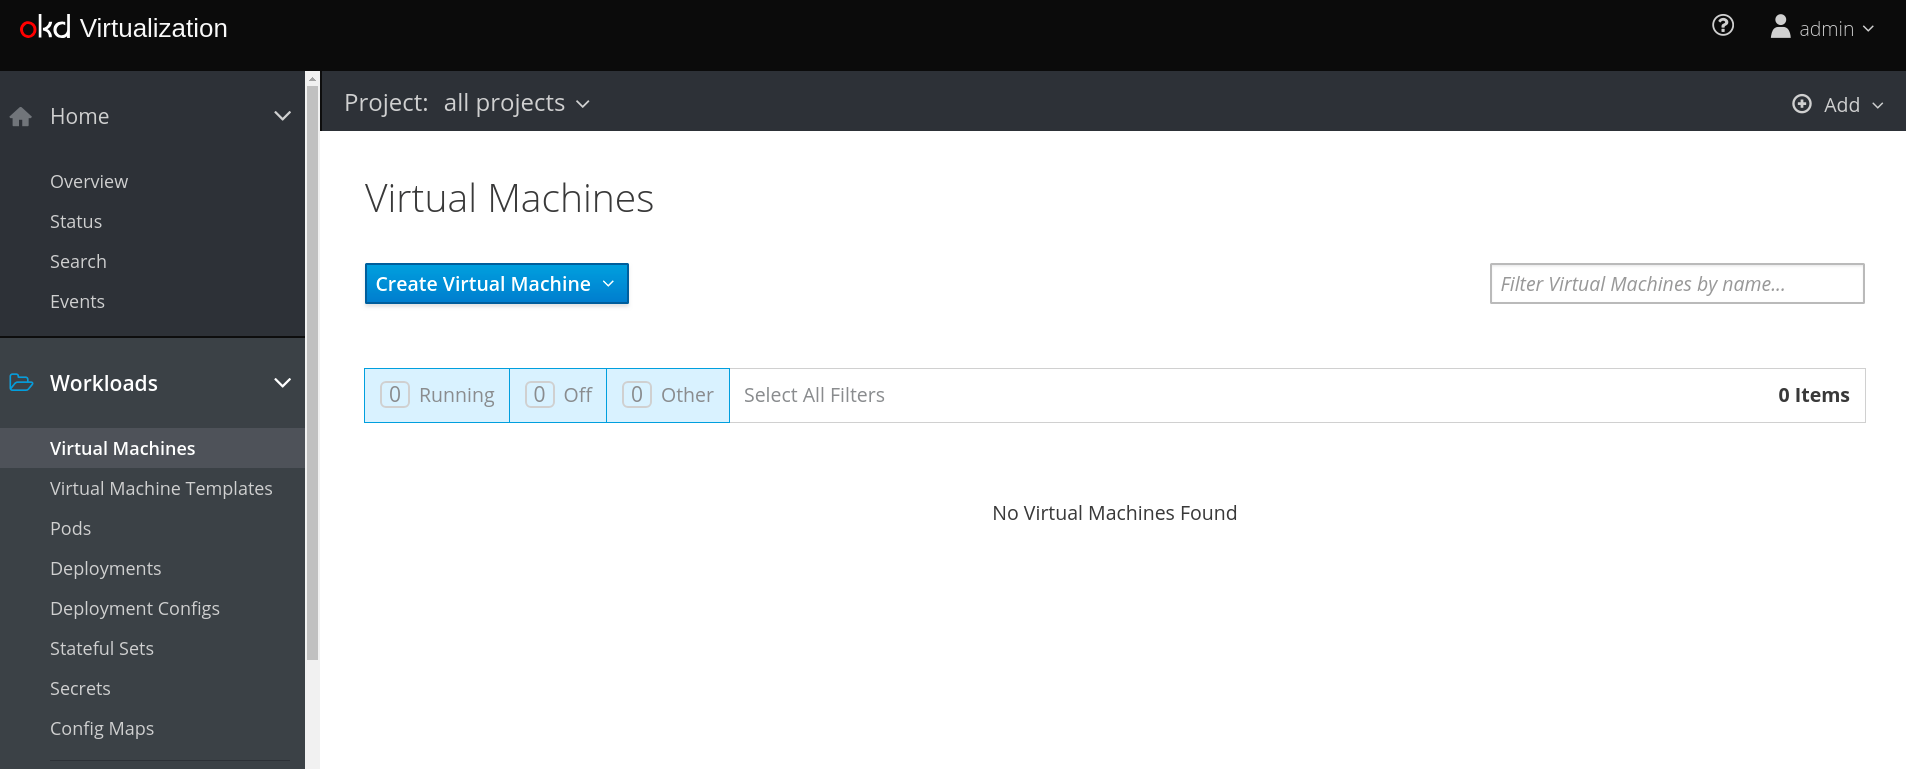 okd Virtualization
admin
Home
Overview
Status
Search
Events
Workloads
Virtual Machines
Virtual Machine Templates
Pods
Deployments
Deployment Configs
Stateful Sets
Secrets
Config Maps
Project: all projects
Add
Virtual Machines
Create Virtual Machine
Filter Virtual Machines by name...
0 Running 0 Off 0 Other Select All Filters 0 Items
No Virtual Machines Found